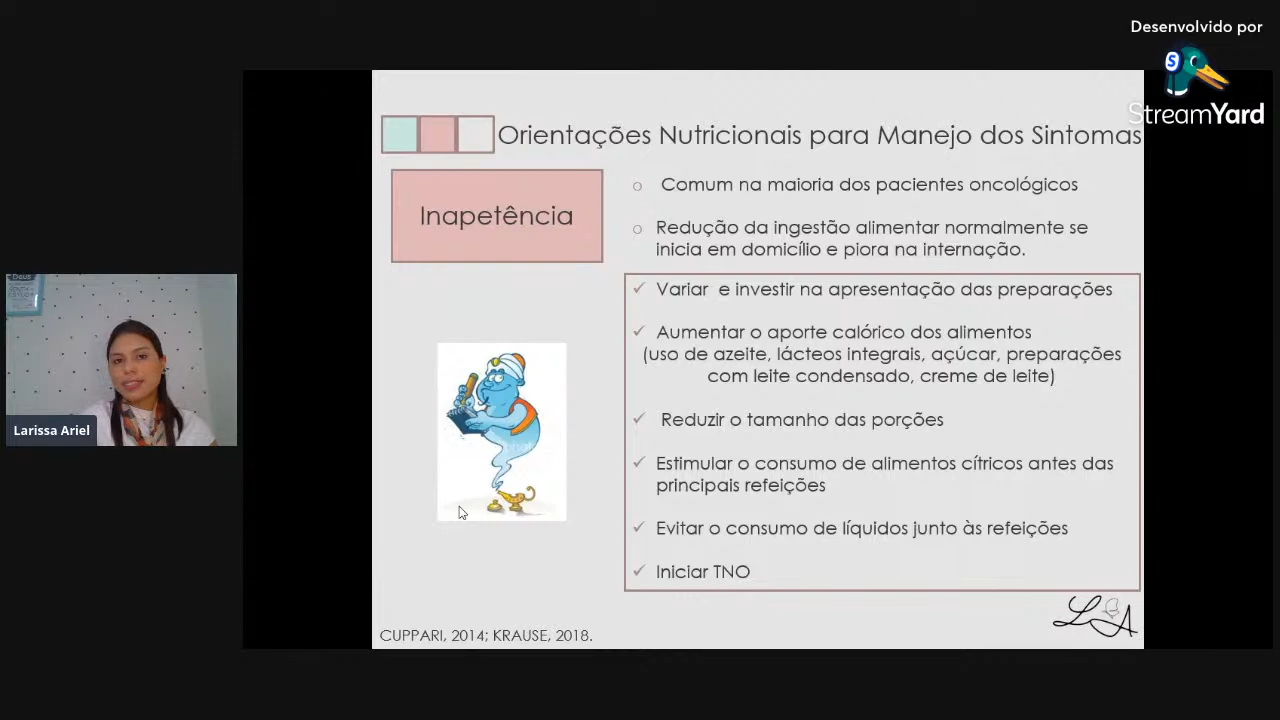 Desenvolvido por
StreamYard
Orientações Nutricionais para Manejo dos Sintomas
Inapetência
o Comum na maioria dos pacientes oncológicos
o Redução da ingestão alimentar normalmente se
inicia em domicílio e piora na internação.
✓ Variar e investir na apresentação das preparações
✓ Aumentar o aporte calórico dos alimentos
(uso de azeite, lácteos integrais, açúcar, preparações
com leite condensado, creme de leite)
✓ Reduzir o tamanho das porções
✓ Estimular o consumo de alimentos cítricos antes das
principais refeições
✓ Evitar o consumo de líquidos junto às refeições
✓ Iniciar TNO
Larissa Ariel
CUPPARI, 2014; KRAUSE, 2018.
L A
Deus